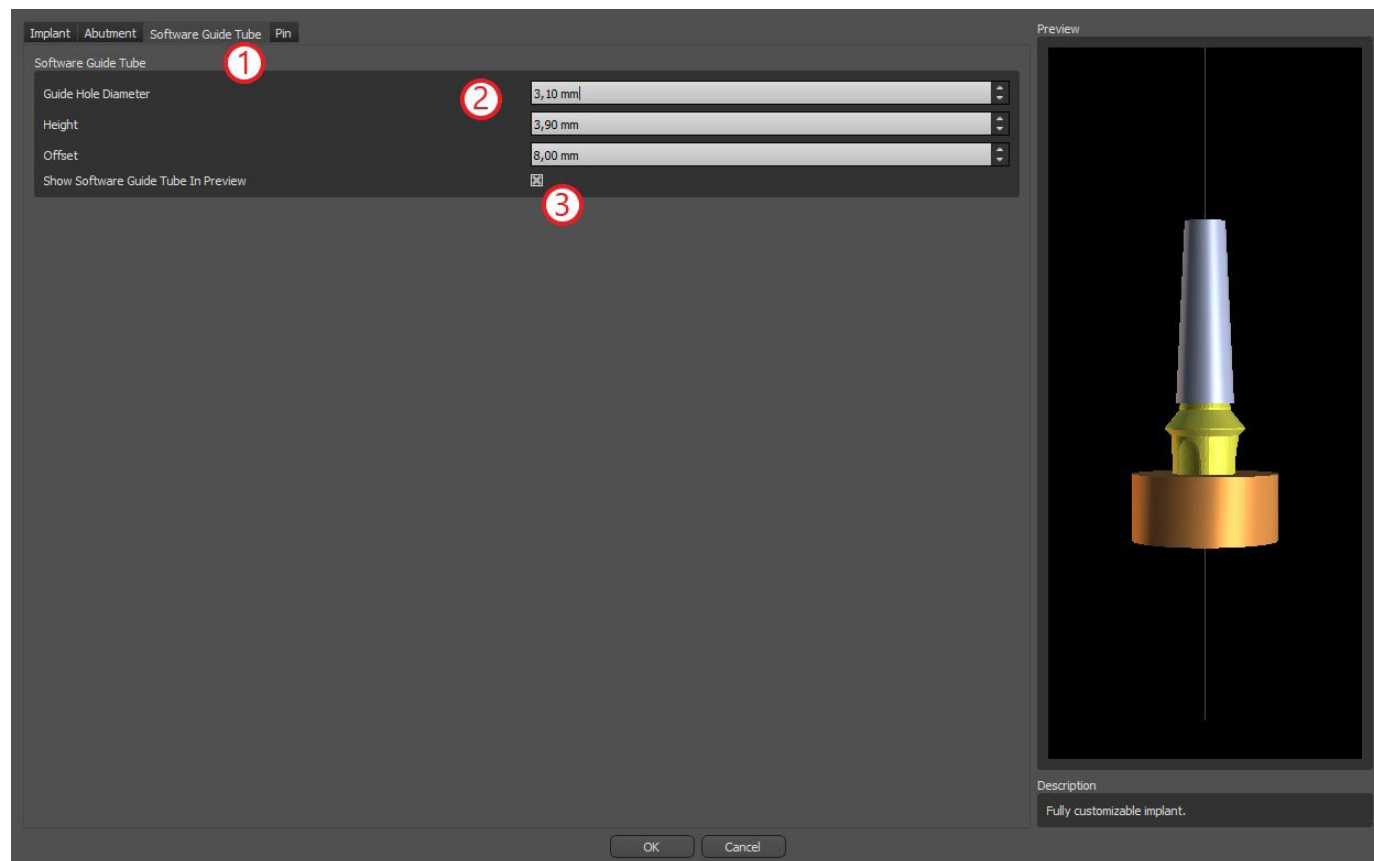 Implant Abutment Software Guide Tube Pin
Software Guide Tube
1
Guide Hole Diameter 2 3,10 mm
Height 3,90 mm
Offset 8,00 mm
Show Software Guide Tube In Preview
3
Preview
Description
Fully customizable implant.
OK Cancel